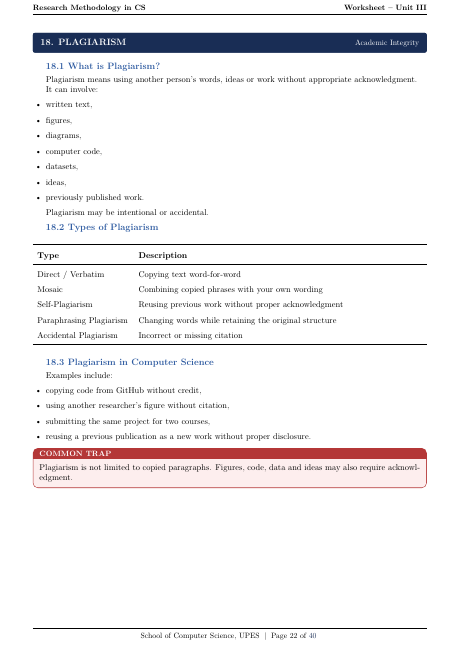 Research Methodology in CS Worksheet – Unit III
18. PLAGIARISM Academic Integrity
18.1 What is Plagiarism?
Plagiarism means using another person's words, ideas or work without appropriate acknowledgment.
It can involve:
• written text,
• figures,
• diagrams,
• computer code,
• datasets,
• ideas,
• previously published work.
Plagiarism may be intentional or accidental.
18.2 Types of Plagiarism
Type Description
Direct / Verbatim Copying text word-for-word
Mosaic Combining copied phrases with your own wording
Self-Plagiarism Reusing previous work without proper acknowledgment
Paraphrasing Plagiarism Changing words while retaining the original structure
Accidental Plagiarism Incorrect or missing citation
18.3 Plagiarism in Computer Science
Examples include:
• copying code from GitHub without credit,
• using another researcher's figure without citation,
• submitting the same project for two courses,
• reusing a previous publication as a new work without proper disclosure.
COMMON TRAP
Plagiarism is not limited to copied paragraphs. Figures, code, data and ideas may also require acknowl-
edgment.
School of Computer Science, UPES | Page 22 of 40